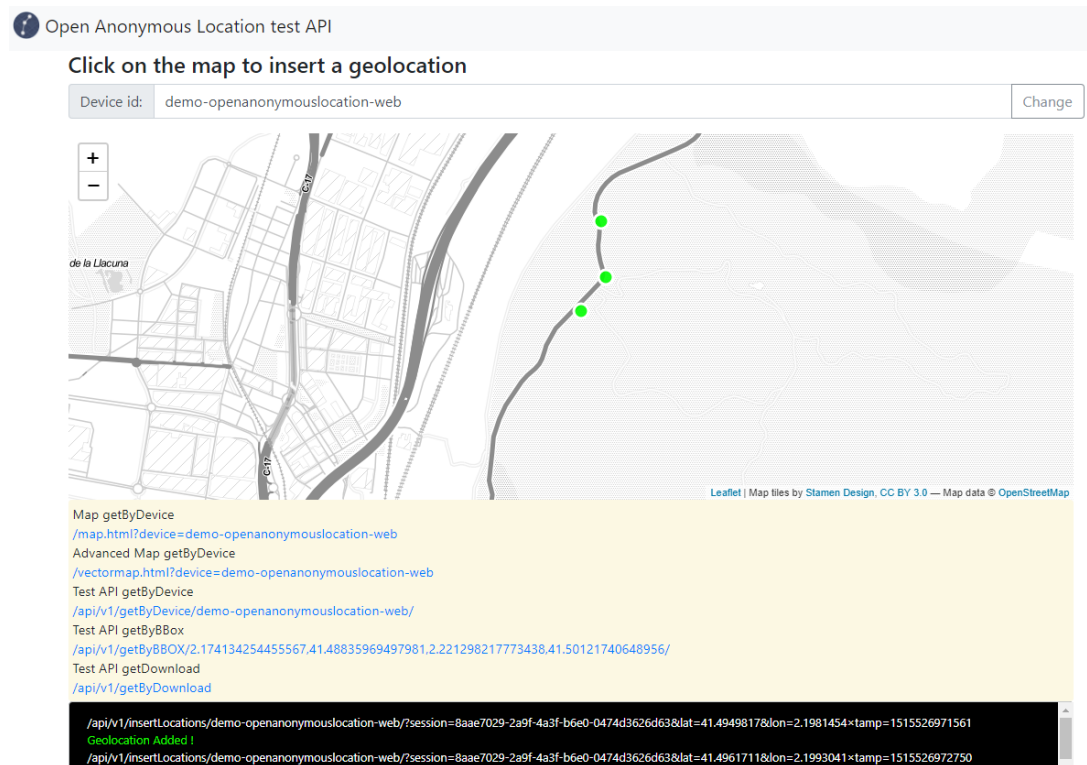 Open Anonymous Location test API
Click on the map to insert a geolocation
Device id:
demo-openanonymouslocation-web
Change
+
−
C-17
de la Llacuna
C-17
Leaflet | Map tiles by Stamen Design, CC BY 3.0 — Map data © OpenStreetMap
Map getByDevice
/map.html?device=demo-openanonymouslocation-web
Advanced Map getByDevice
/vectormap.html?device=demo-openanonymouslocation-web
Test API getByDevice
/api/v1/getByDevice/demo-openanonymouslocation-web/
Test API getByBBox
/api/v1/getByBBOX/2.174134254455567,41.48835969497981,2.221298217773438,41.50121740648956/
Test API getDownload
/api/v1/getByDownload
/api/v1/insertLocations/demo-openanonymouslocation-web/?session=8aae7029-2a9f-4a3f-b6e0-0474d3626d63&lat=41.4949817&lon=2.1981454×tamp=1515526971561
Geolocation Added !
/api/v1/insertLocations/demo-openanonymouslocation-web/?session=8aae7029-2a9f-4a3f-b6e0-0474d3626d63&lat=41.4961711&lon=2.1993041×tamp=1515526972750